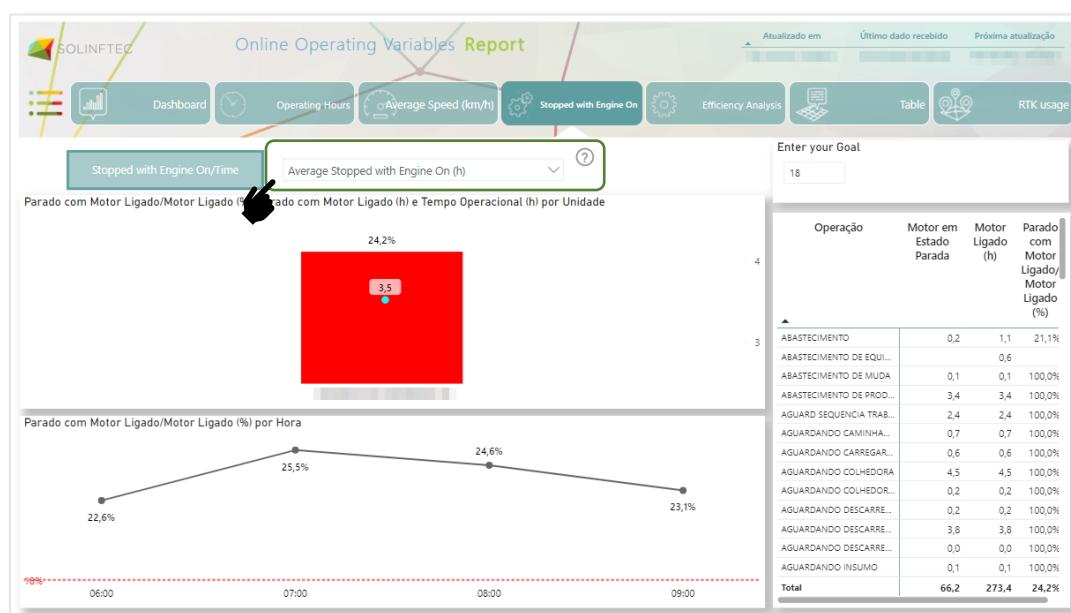 SOLINFTEC
Online Operating Variables Report
Atualizado em Último dado recebido Próxima atualização
Dashboard Operating Hours Average Speed (km/h) Stopped with Engine On Efficiency Analysis Table RTK usage
Stopped with Engine On/Time
Average Stopped with Engine On (h)
?
Enter your Goal
18
Parado com Motor Ligado/Motor Ligado (% rado com Motor Ligado (h) e Tempo Operacional (h) por Unidade
24,2%
3,5
4
3
Parado com Motor Ligado/Motor Ligado (%) por Hora
22,6%
25,5%
24,6%
23,1%
18%
06:00 07:00 08:00 09:00
Operação Motor em Estado Parada Motor Ligado (h) Parado com Motor Ligado/ Motor Ligado (%)
ABASTECIMENTO 0,2 1,1 21,1%
ABASTECIMENTO DE EQUI... 0,6
ABASTECIMENTO DE MUDA 0,1 0,1 100,0%
ABASTECIMENTO DE PROD... 3,4 3,4 100,0%
AGUARD SEQUENCIA TRAB... 2,4 2,4 100,0%
AGUARDANDO CAMINHA... 0,7 0,7 100,0%
AGUARDANDO CARREGAR... 0,6 0,6 100,0%
AGUARDANDO COLHEDORA 4,5 4,5 100,0%
AGUARDANDO COLHEDOR... 0,2 0,2 100,0%
AGUARDANDO DESCARRE... 0,2 0,2 100,0%
AGUARDANDO DESCARRE... 3,8 3,8 100,0%
AGUARDANDO DESCARRE... 0,0 0,0 100,0%
AGUARDANDO INSUMO 0,1 0,1 100,0%
Total 66,2 273,4 24,2%